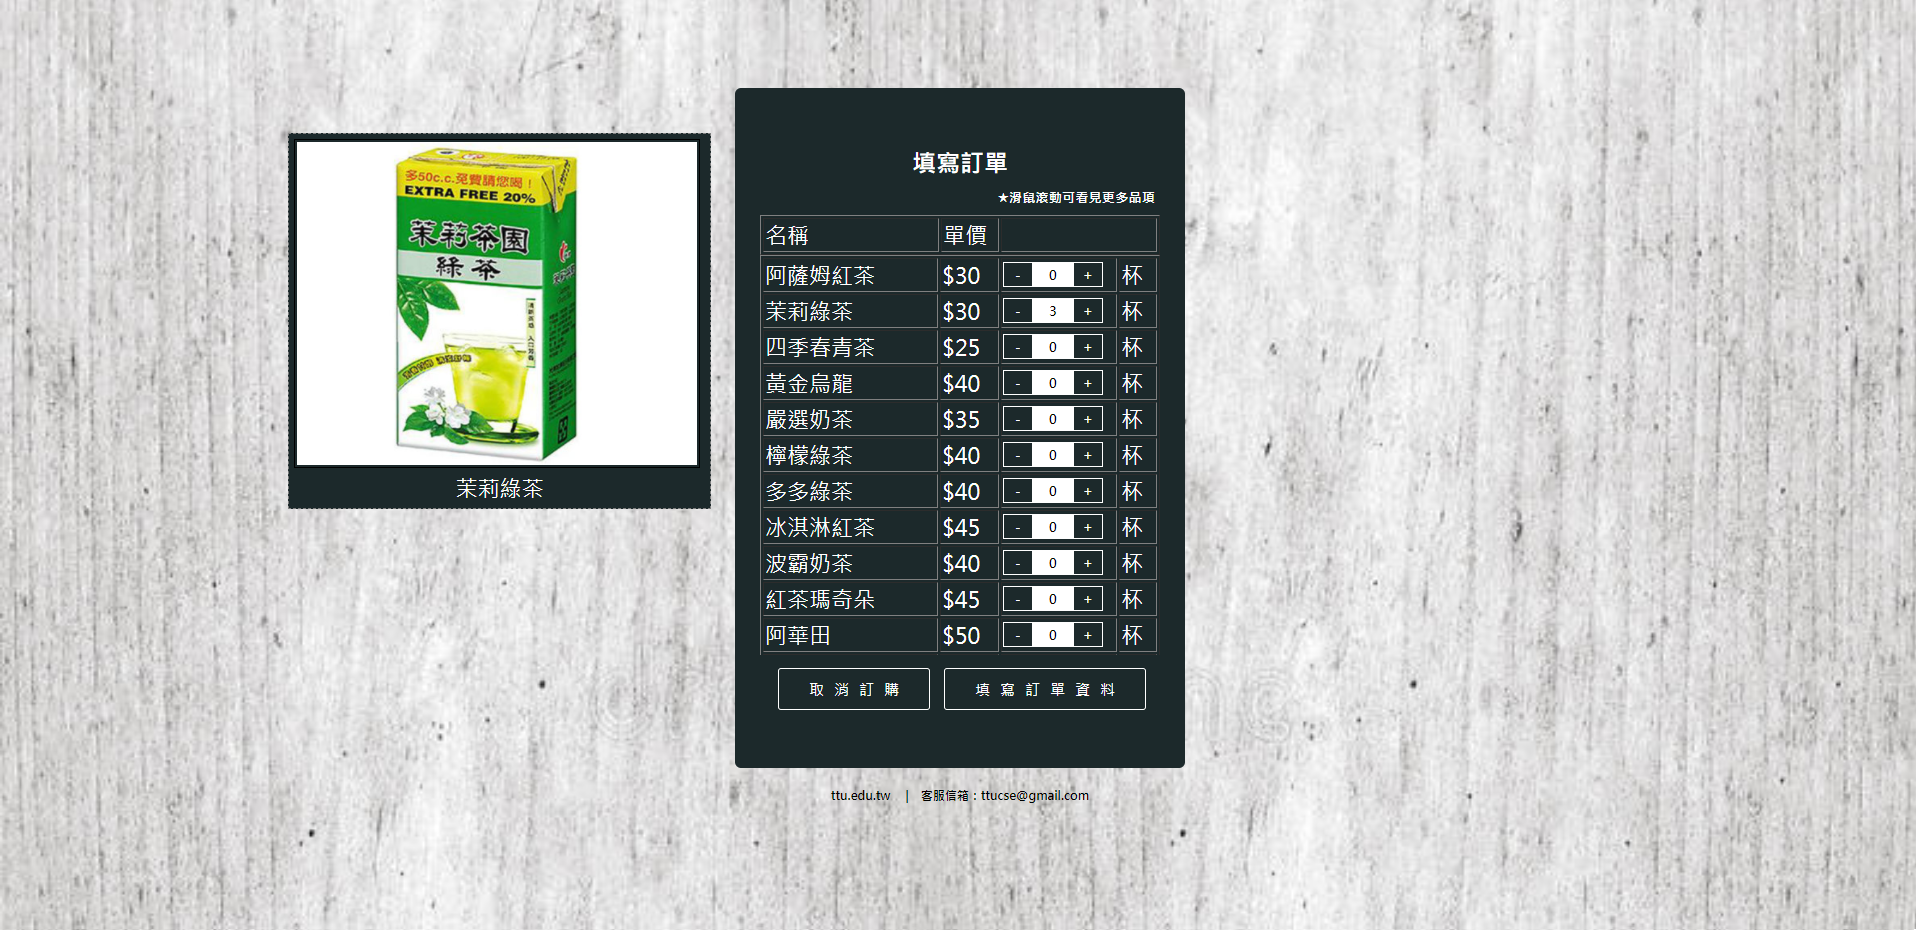 多50c.c.免費請您喝！
EXTRA FREE 20%
茉莉茶園
綠茶
茉莉綠茶
填寫訂單
★滑鼠滾動可看見更多品項
名稱 單價
阿薩姆紅茶 $30 - 0 + 杯
茉莉綠茶 $30 - 3 + 杯
四季春青茶 $25 - 0 + 杯
黃金烏龍 $40 - 0 + 杯
嚴選奶茶 $35 - 0 + 杯
檸檬綠茶 $40 - 0 + 杯
多多綠茶 $40 - 0 + 杯
冰淇淋紅茶 $45 - 0 + 杯
波霸奶茶 $40 - 0 + 杯
紅茶瑪奇朵 $45 - 0 + 杯
阿華田 $50 - 0 + 杯
取消訂購 填寫訂單資料
ttu.edu.tw | 客服信箱：ttucse@gmail.com